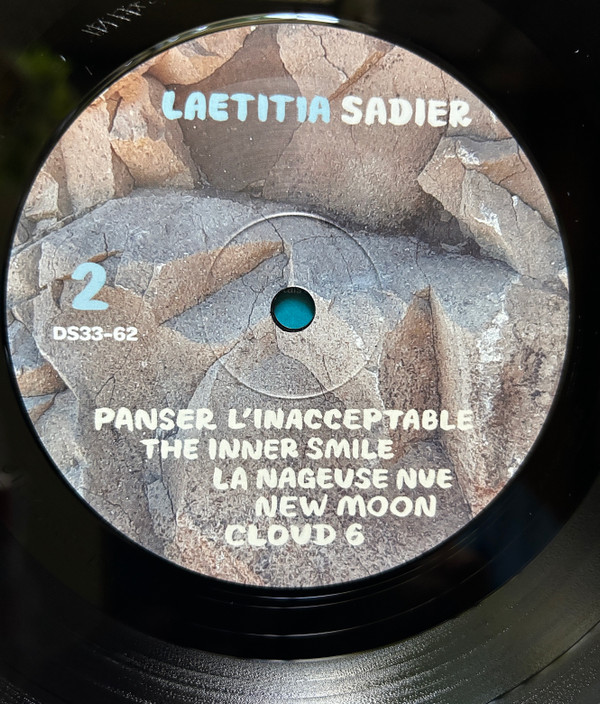 LAETITIA SADIER
2
DS33-62
PANSER L'INACCEPTABLE
THE INNER SMILE
LA NAGEUSE NUE
NEW MOON
CLOUD 6